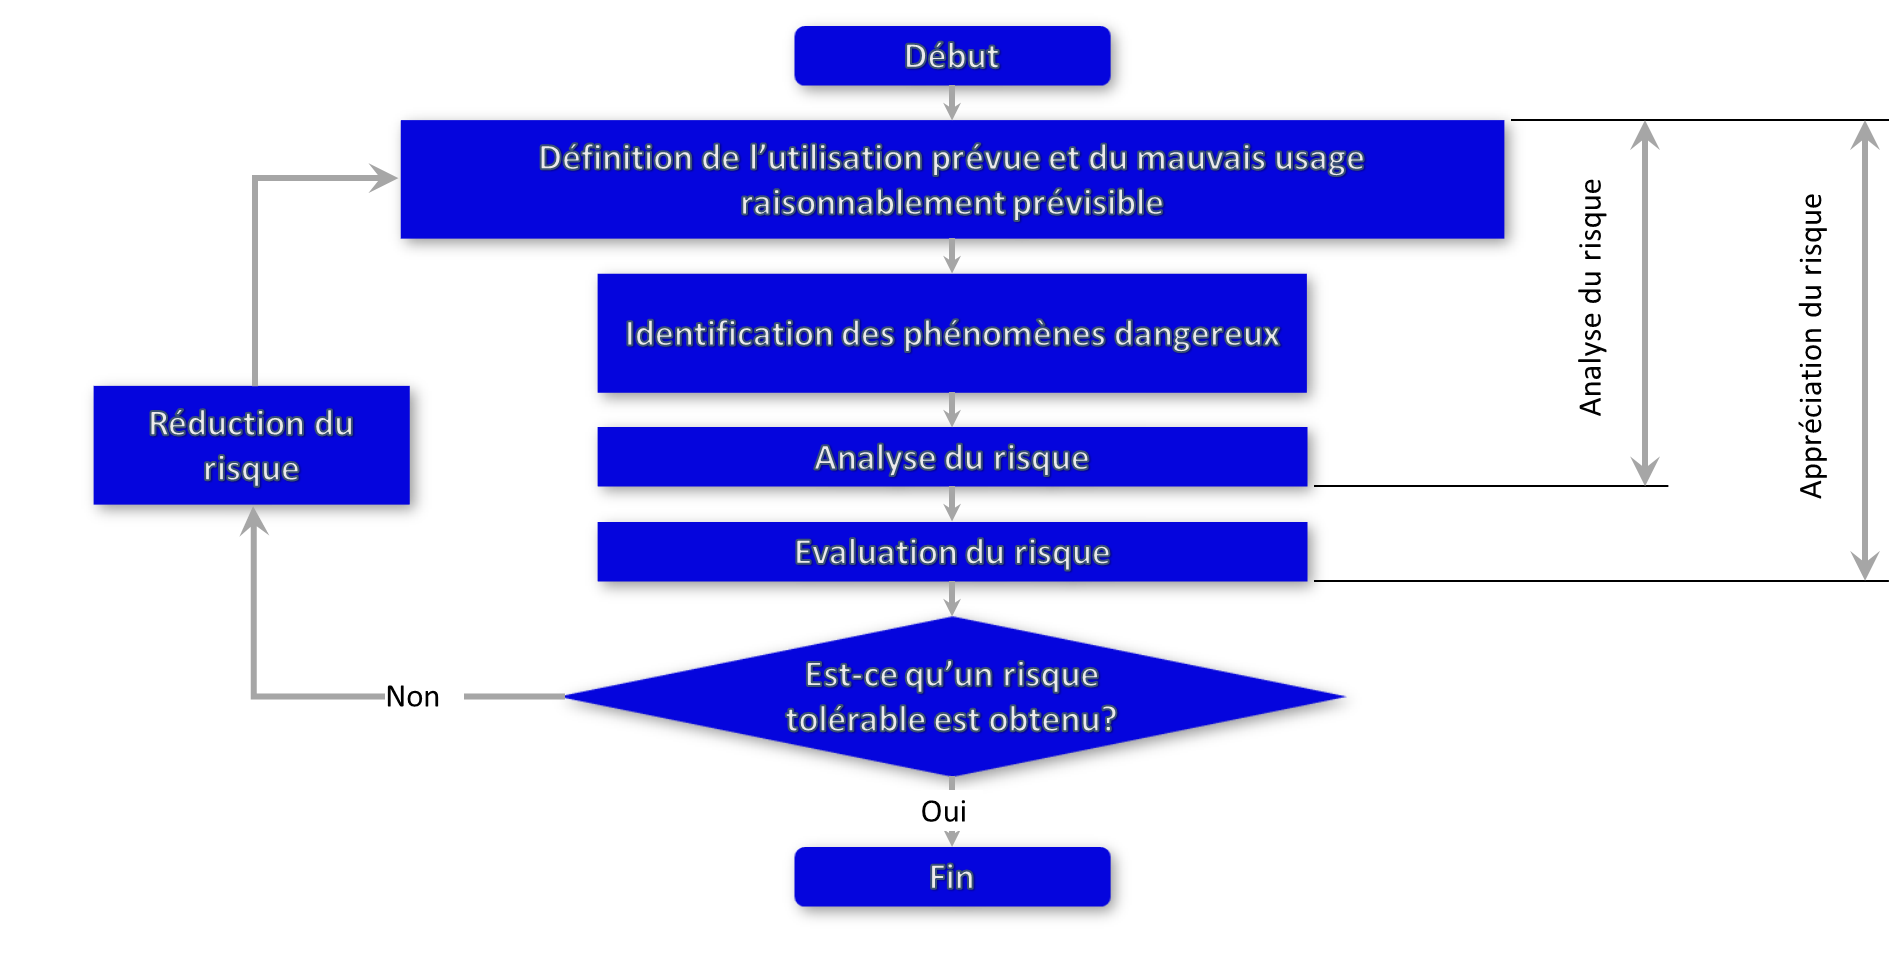 Début
Définition de l’utilisation prévue et du mauvais usage
raisonnablement prévisible
Identification des phénomènes dangereux
Analyse du risque
Evaluation du risque
Est-ce qu’un risque
tolérable est obtenu?
Non
Réduction du
risque
Oui
Fin
Analyse du risque
Appréciation du risque